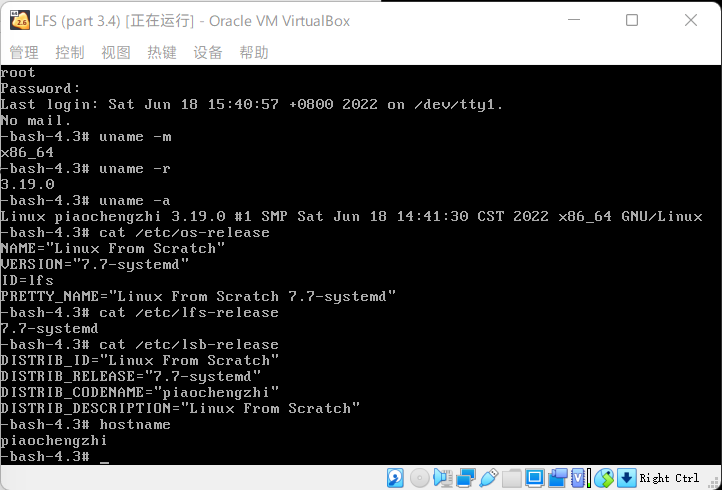 LFS (part 3.4) [正在运行] - Oracle VM VirtualBox
管理 控制 视图 热键 设备 帮助
root
Password:
Last login: Sat Jun 18 15:40:57 +0800 2022 on /dev/tty1.
No mail.
-bash-4.3# uname -m
x86_64
-bash-4.3# uname -r
3.19.0
-bash-4.3# uname -a
Linux piaochengzhi 3.19.0 #1 SMP Sat Jun 18 14:41:30 CST 2022 x86_64 GNU/Linux
-bash-4.3# cat /etc/os-release
NAME="Linux From Scratch"
VERSION="7.7-systemd"
ID=lfs
PRETTY_NAME="Linux From Scratch 7.7-systemd"
-bash-4.3# cat /etc/lfs-release
7.7-systemd
-bash-4.3# cat /etc/lsb-release
DISTRIB_ID="Linux From Scratch"
DISTRIB_RELEASE="7.7-systemd"
DISTRIB_CODENAME="piaochengzhi"
DISTRIB_DESCRIPTION="Linux From Scratch"
-bash-4.3# hostname
piaochengzhi
-bash-4.3# _
Right Ctrl